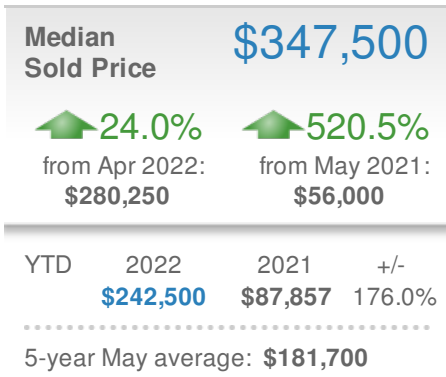 Median
Sold Price
$347,500
24.0%
from Apr 2022:
$280,250
520.5%
from May 2021:
$56,000
YTD 2022 2021 +/-
$242,500 $87,857 176.0%
5-year May average: $181,700